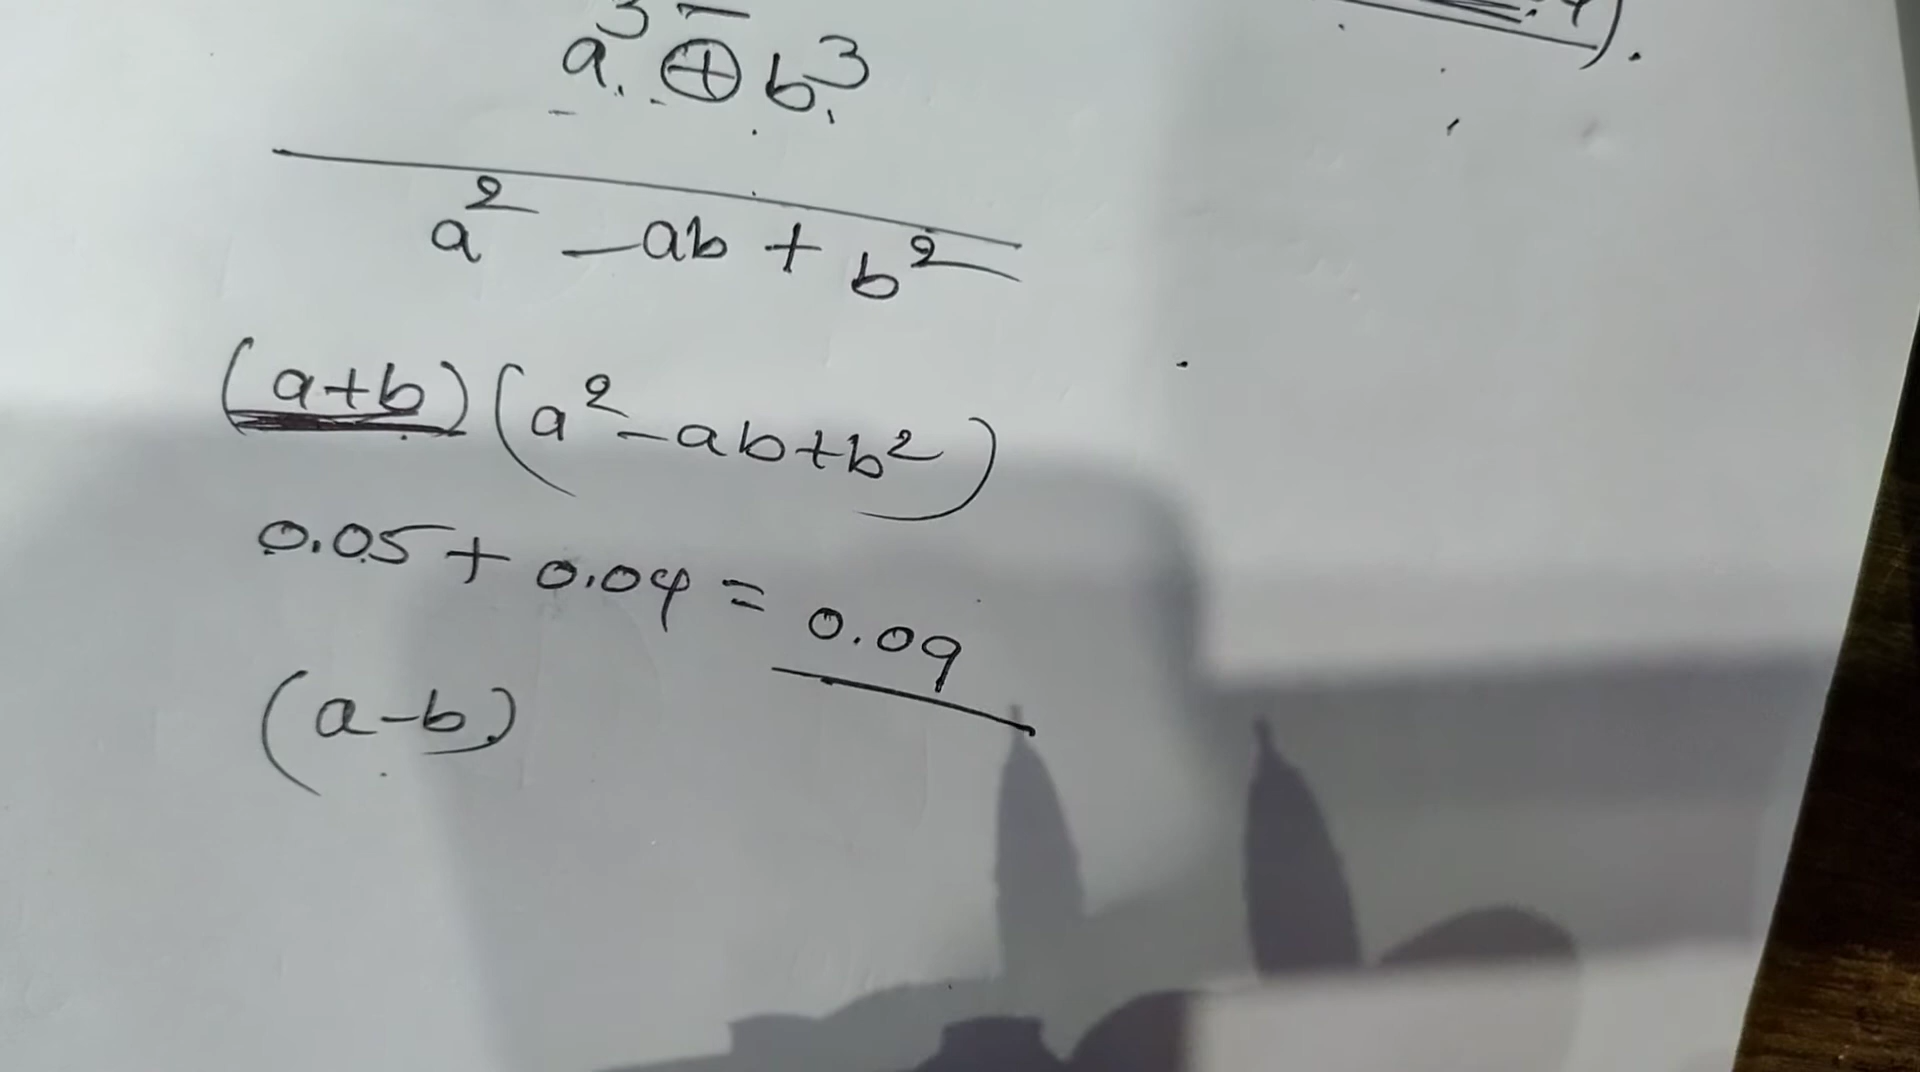 a³ ⊕ b³
a² - ab + b²
(a+b)(a²-ab+b²)
0.05 + 0.04 = 0.09
(a-b)